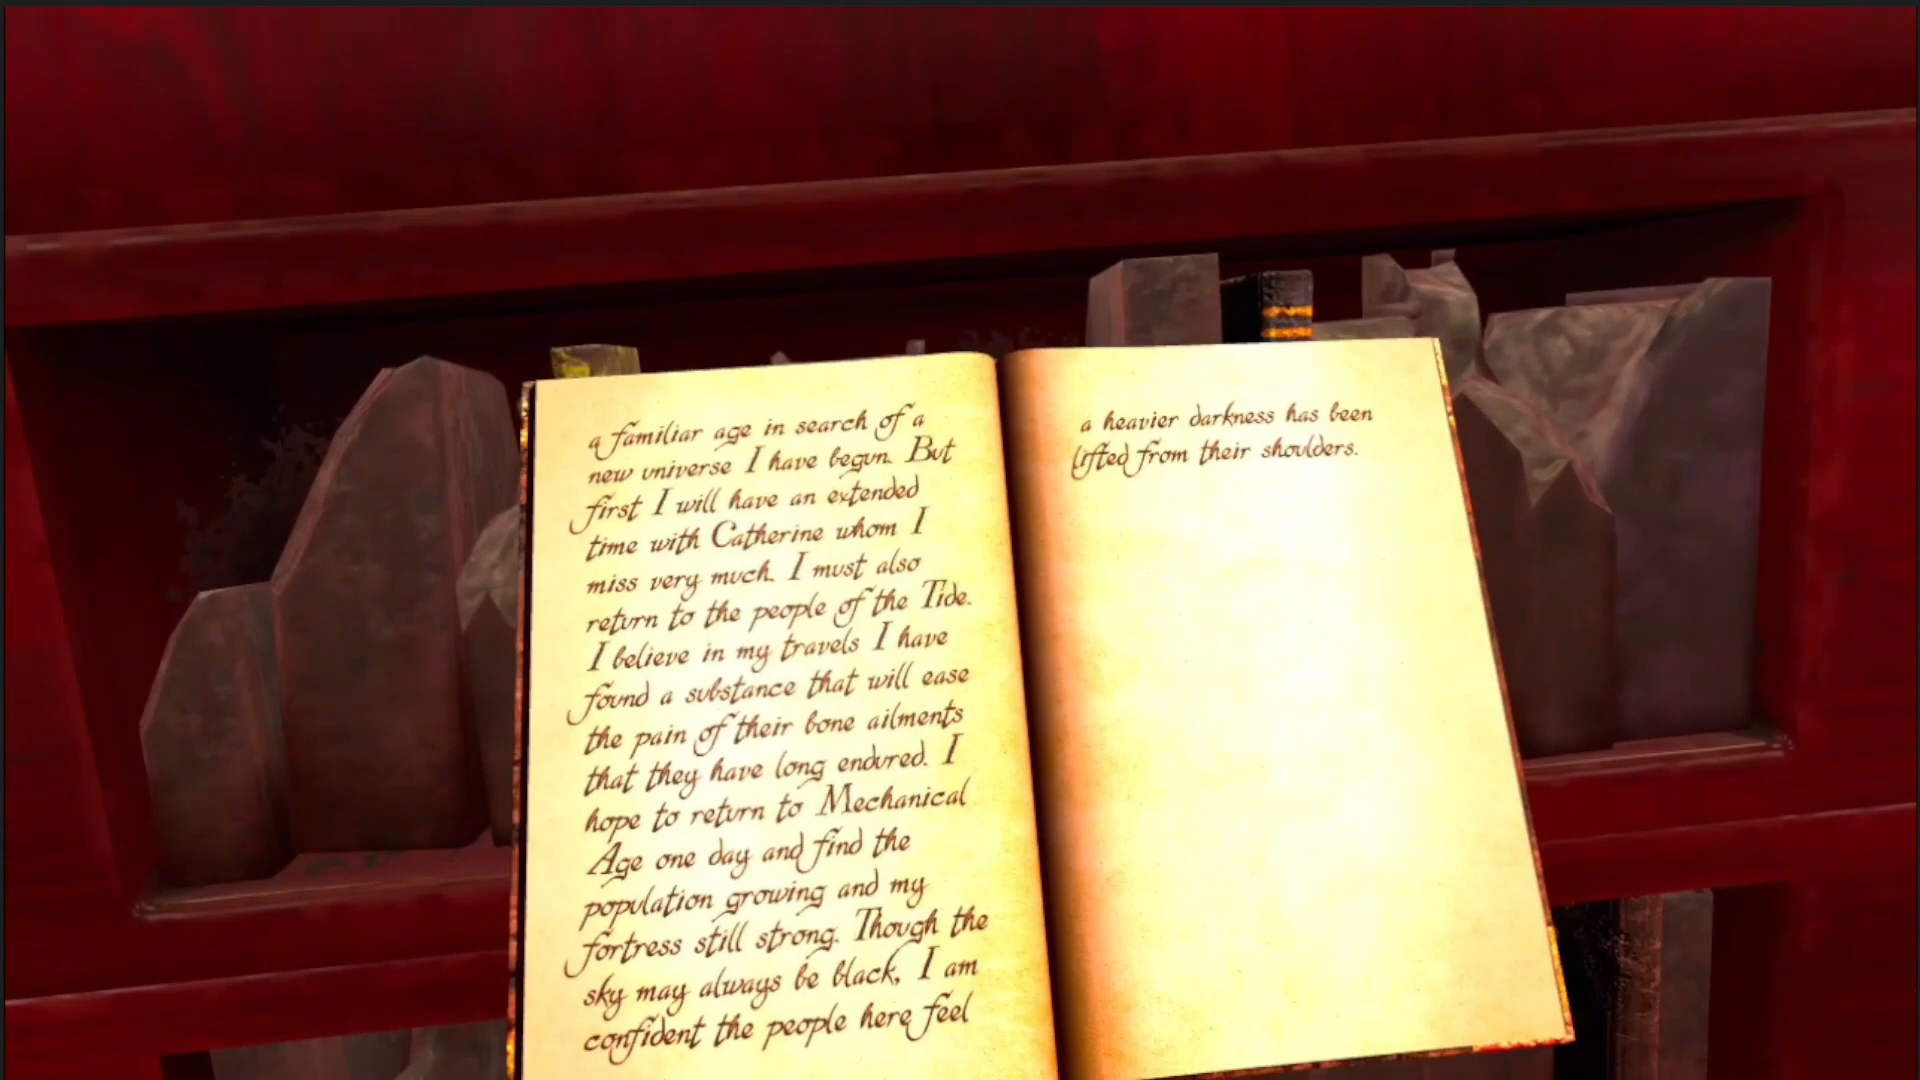 a familiar age in search of a
new universe I have begun. But
first I will have an extended
time with Catherine whom I
miss very much. I must also
return to the people of the Tide.
I believe in my travels I have
found a substance that will ease
the pain of their bone ailments
that they have long endured. I
hope to return to Mechanical
Age one day and find the
population growing and my
fortress still strong. Though the
sky may always be black, I am
confident the people here feel
a heavier darkness has been
lifted from their shoulders.